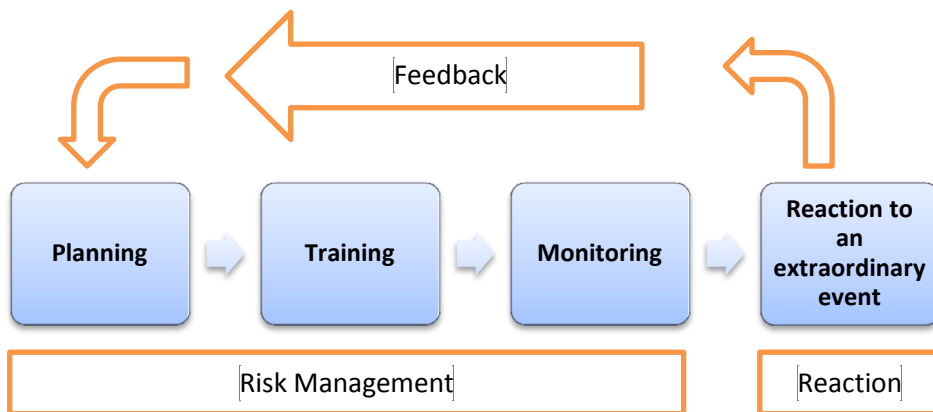 Feedback
Planning
Training
Monitoring
Reaction to
an
extraordinary
event
Risk Management
Reaction